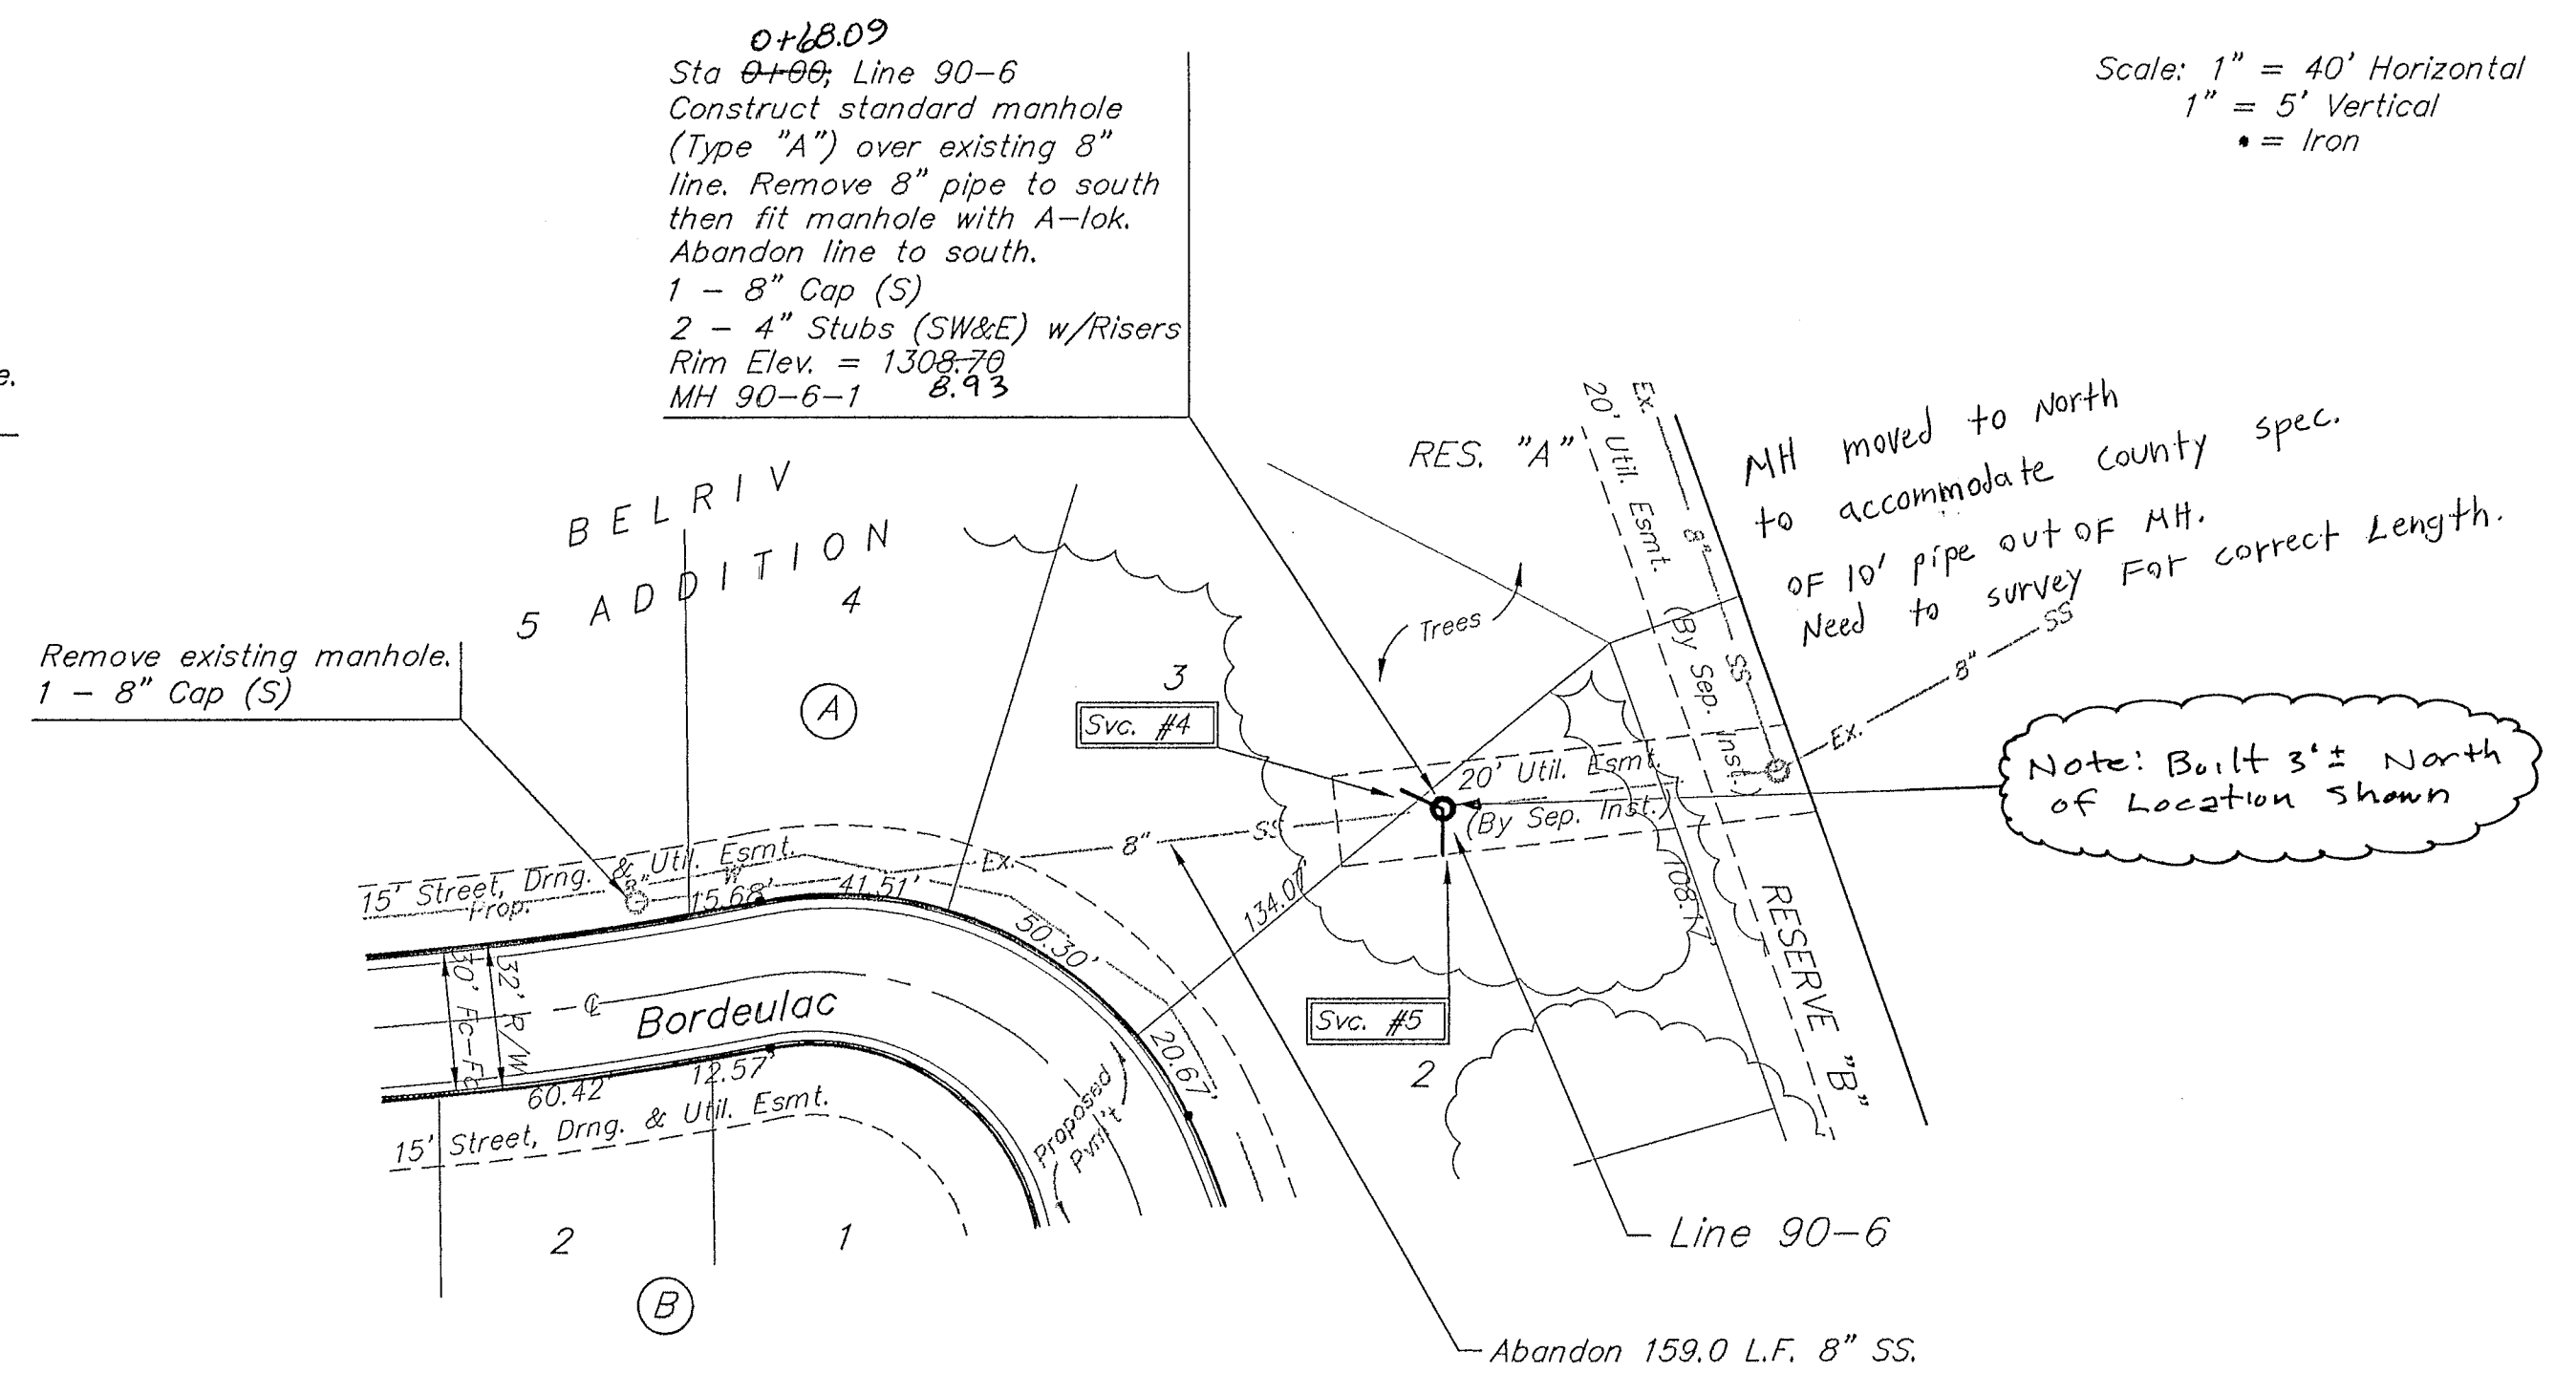 0+68.09
Sta 0+00; Line 90-6
Construct standard manhole
(Type "A") over existing 8"
line. Remove 8" pipe to south
then fit manhole with A-lok.
Abandon line to south.
1 - 8" Cap (S)
2 - 4" Stubs (SW&E) w/Risers
Rim Elev. = 1308.70
8.93
MH 90-6-1
Scale: 1" = 40' Horizontal
1" = 5' Vertical
• = Iron
e.
RES. "A"
20' Util. Esmt. (By Sep. Inst.)
Ex. 8" SS
MH moved to North
to accommodate county spec.
OF 10' pipe out OF MH.
Need to survey For correct Length.
BELRIV
5 ADDITION
4
Trees
Remove existing manhole.
1 - 8" Cap (S)
A
3
Svc. #4
Ex. 8" SS
Note: Built 3'± North
of Location Shown
20' Util. Esmt.
(By Sep. Inst.)
Ex. 8" SS
15' Street, Drng. & Util. Esmt.
Prop. 8" W
15.68'
41.51'
50.30'
134.07'
108.17'
20.67'
RESERVE "B"
30' Fc-Fc
32' R/W
℄
Bordeulac
Svc. #5
2
12.57'
60.42'
15' Street, Drng. & Util. Esmt.
Proposed
Pvm't
2
1
B
Line 90-6
Abandon 159.0 L.F. 8" SS.